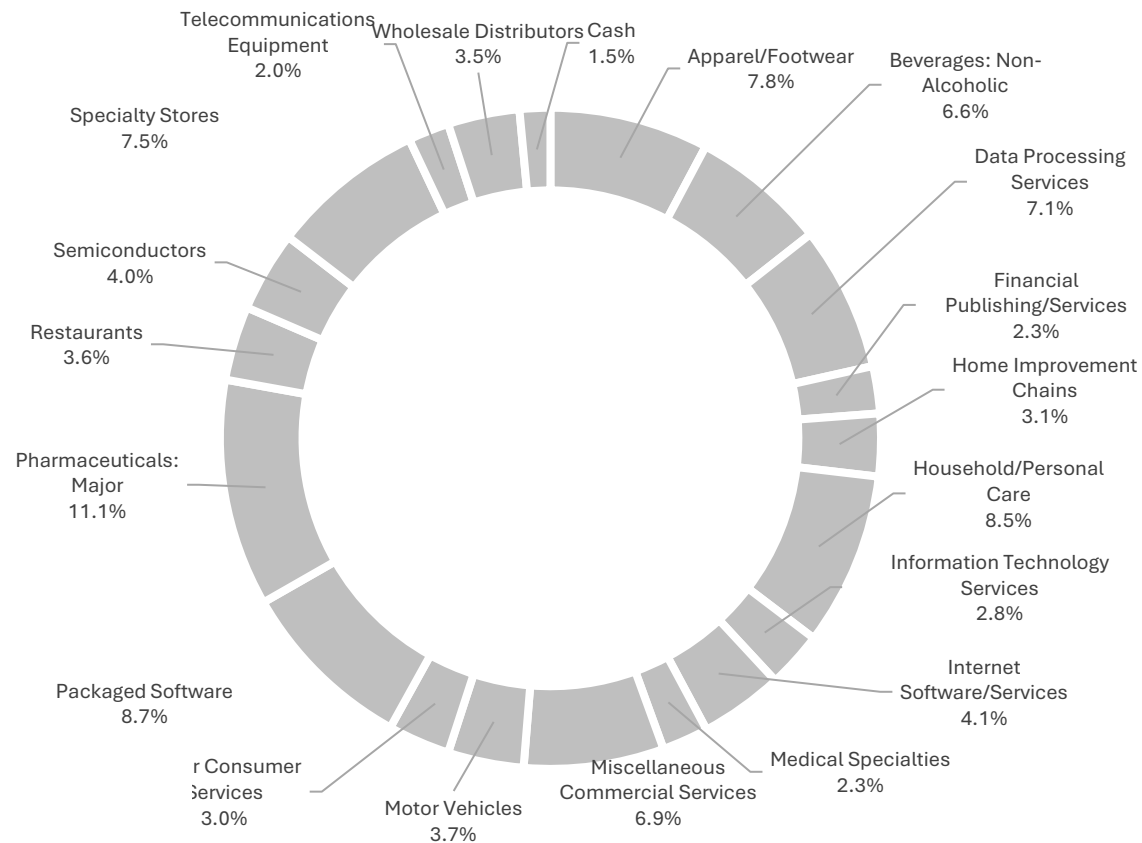 Telecommunications
Equipment
2.0%
Wholesale Distributors
3.5%
Cash
1.5%
Apparel/Footwear
7.8%
Beverages: Non-
Alcoholic
6.6%
Data Processing
Services
7.1%
Financial
Publishing/Services
2.3%
Home Improvement
Chains
3.1%
Household/Personal
Care
8.5%
Information Technology
Services
2.8%
Internet
Software/Services
4.1%
Medical Specialties
2.3%
Miscellaneous
Commercial Services
6.9%
Motor Vehicles
3.7%
r Consumer
Services
3.0%
Packaged Software
8.7%
Pharmaceuticals:
Major
11.1%
Restaurants
3.6%
Semiconductors
4.0%
Specialty Stores
7.5%